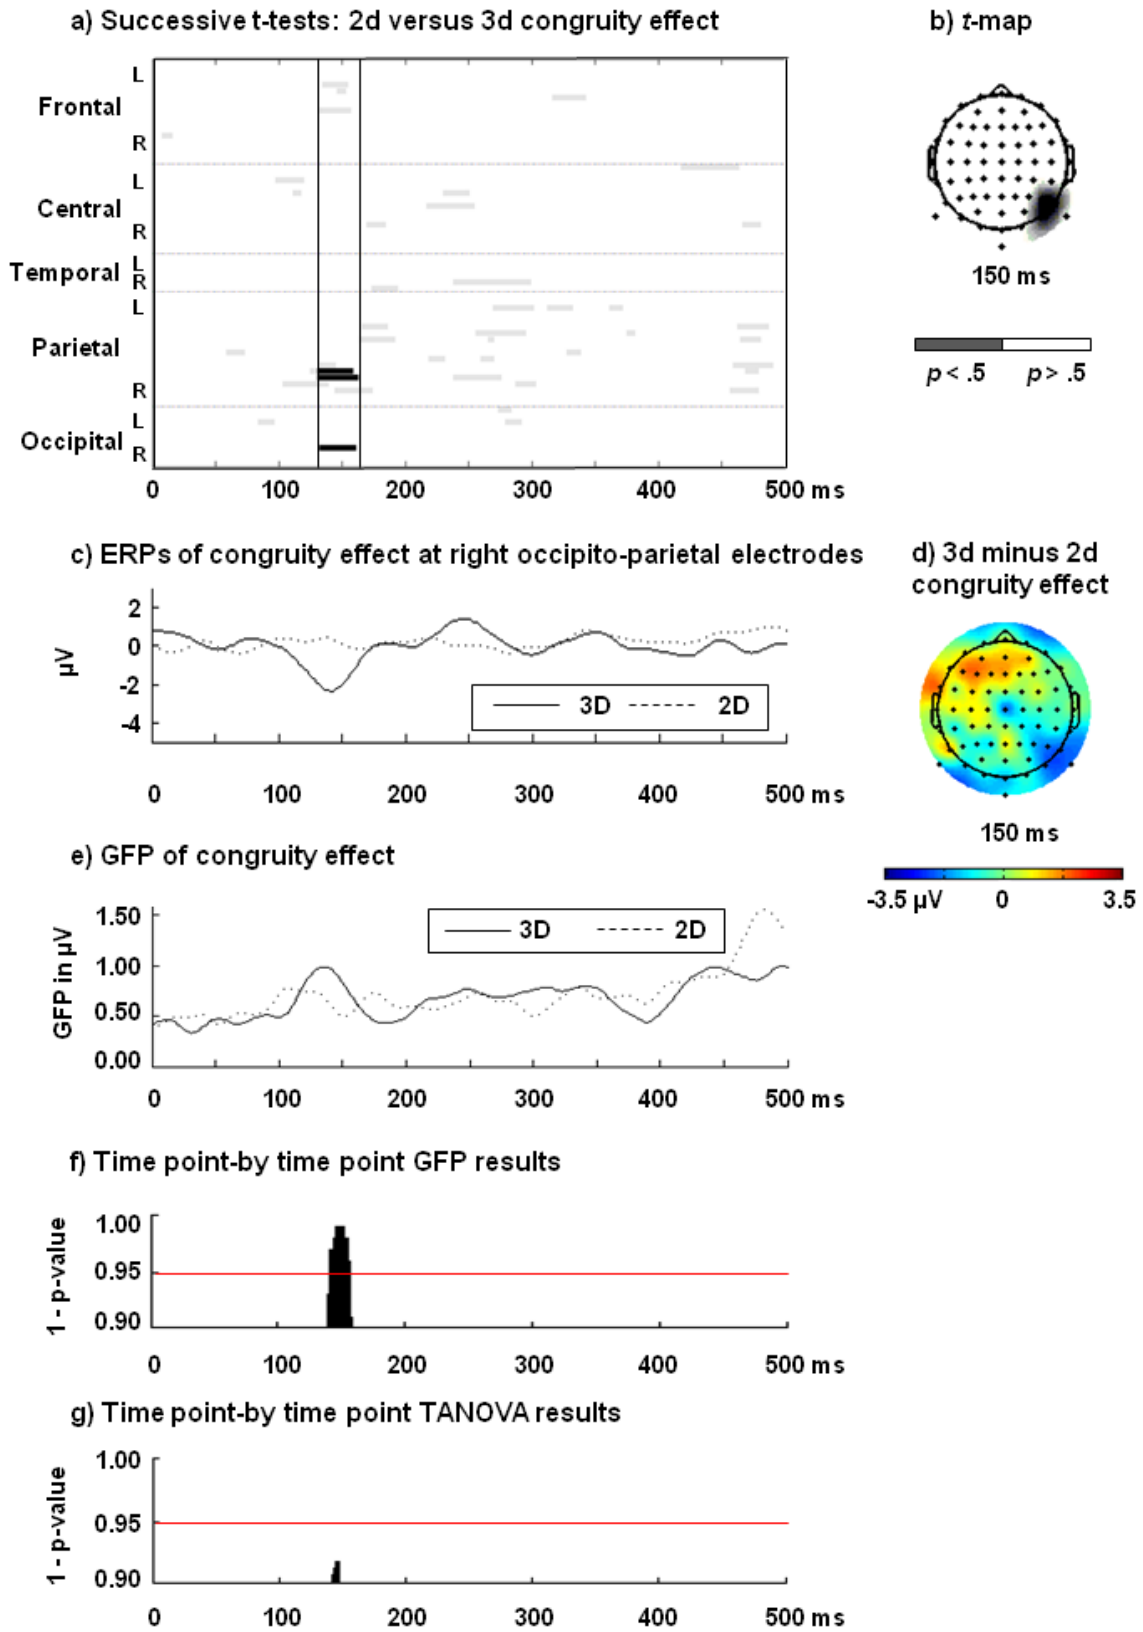 a) Successive t-tests: 2d versus 3d congruity effect
b) t-map
L
Frontal
R
L
Central
R
L
Temporal
R
L
Parietal
R
L
Occipital
R
0 100 200 300 400 500 ms
150 ms
p < .5 p > .5
c) ERPs of congruity effect at right occipito-parietal electrodes
d) 3d minus 2d
congruity effect
µV
2
0
-2
-4
3D 2D
0 100 200 300 400 500 ms
150 ms
-3.5 µV 0 3.5
e) GFP of congruity effect
GFP in µV
1.50
1.00
0.50
0.00
3D 2D
0 100 200 300 400 500 ms
f) Time point-by time point GFP results
1 - p-value
1.00
0.95
0.90
0 100 200 300 400 500 ms
g) Time point-by time point TANOVA results
1 - p-value
1.00
0.95
0.90
0 100 200 300 400 500 ms